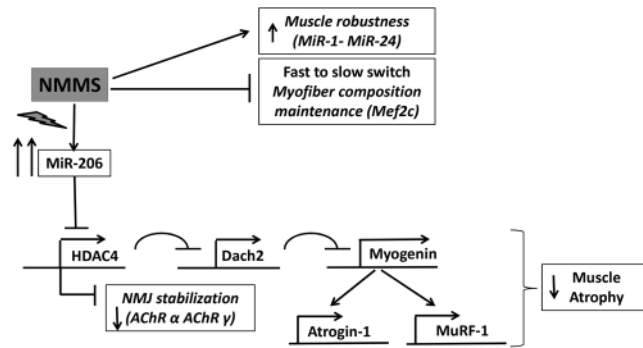 Muscle robustness
(MiR-1- MiR-24)
NMMS
Fast to slow switch
Myofiber composition
maintenance (Mef2c)
MiR-206
HDAC4
Dach2
Myogenin
NMJ stabilization
(AChR α AChR γ)
Atrogin-1
MuRF-1
Muscle
Atrophy